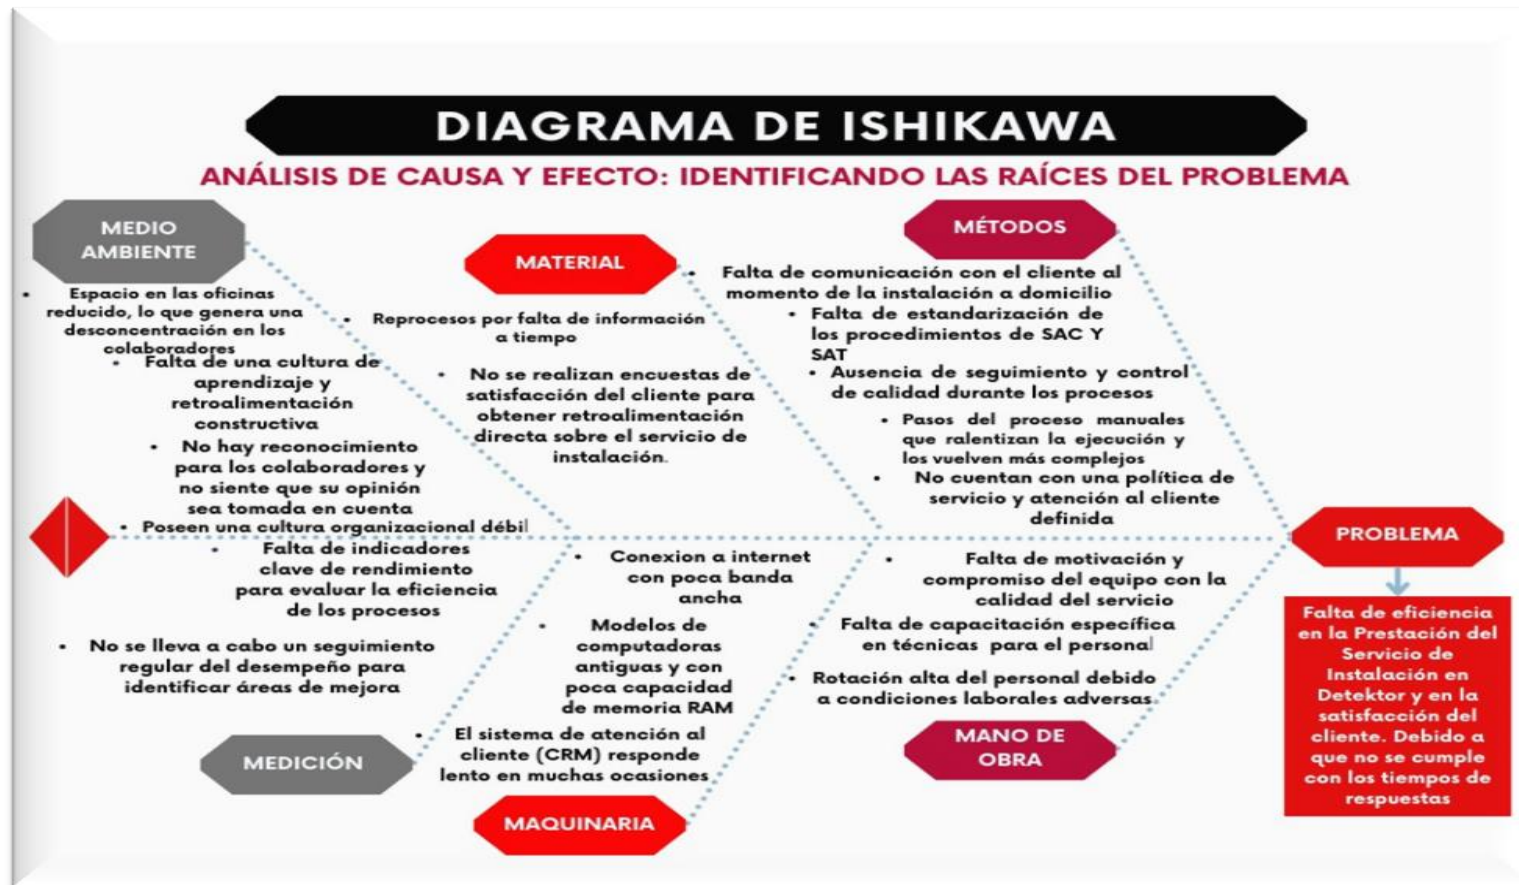 DIAGRAMA DE ISHIKAWA
ANÁLISIS DE CAUSA Y EFECTO: IDENTIFICANDO LAS RAÍCES DEL PROBLEMA
MEDIO
AMBIENTE
• Espacio en las oficinas
reducido, lo que genera una
desconcentración en los
colaboradores
• Falta de una cultura de
aprendizaje y
retroalimentación
constructiva
• No hay reconocimiento
para los colaboradores y
no siente que su opinión
sea tomada en cuenta
• Poseen una cultura organizacional débil
MATERIAL
• Reprocesos por falta de información
a tiempo
• No se realizan encuestas de
satisfacción del cliente para
obtener retroalimentación
directa sobre el servicio de
instalación.
MÉTODOS
• Falta de comunicación con el cliente al
momento de la instalación a domicilio
• Falta de estandarización de
los procedimientos de SAC Y
SAT
• Ausencia de seguimiento y control
de calidad durante los procesos
• Pasos del proceso manuales
que ralentizan la ejecución y
los vuelven más complejos
• No cuentan con una política de
servicio y atención al cliente
definida
• Falta de indicadores
clave de rendimiento
para evaluar la eficiencia
de los procesos
• No se lleva a cabo un seguimiento
regular del desempeño para
identificar áreas de mejora
MEDICIÓN
• Conexion a internet
con poca banda
ancha
• Modelos de
computadoras
antiguas y con
poca capacidad
de memoria RAM
• El sistema de atención al
cliente (CRM) responde
lento en muchas ocasiones
MAQUINARIA
• Falta de motivación y
compromiso del equipo con la
calidad del servicio
• Falta de capacitación específica
en técnicas para el personal
• Rotación alta del personal debido
a condiciones laborales adversas
MANO DE
OBRA
PROBLEMA
Falta de eficiencia
en la Prestación del
Servicio de
Instalación en
Detektor y en la
satisfacción del
cliente. Debido a
que no se cumple
con los tiempos de
respuestas